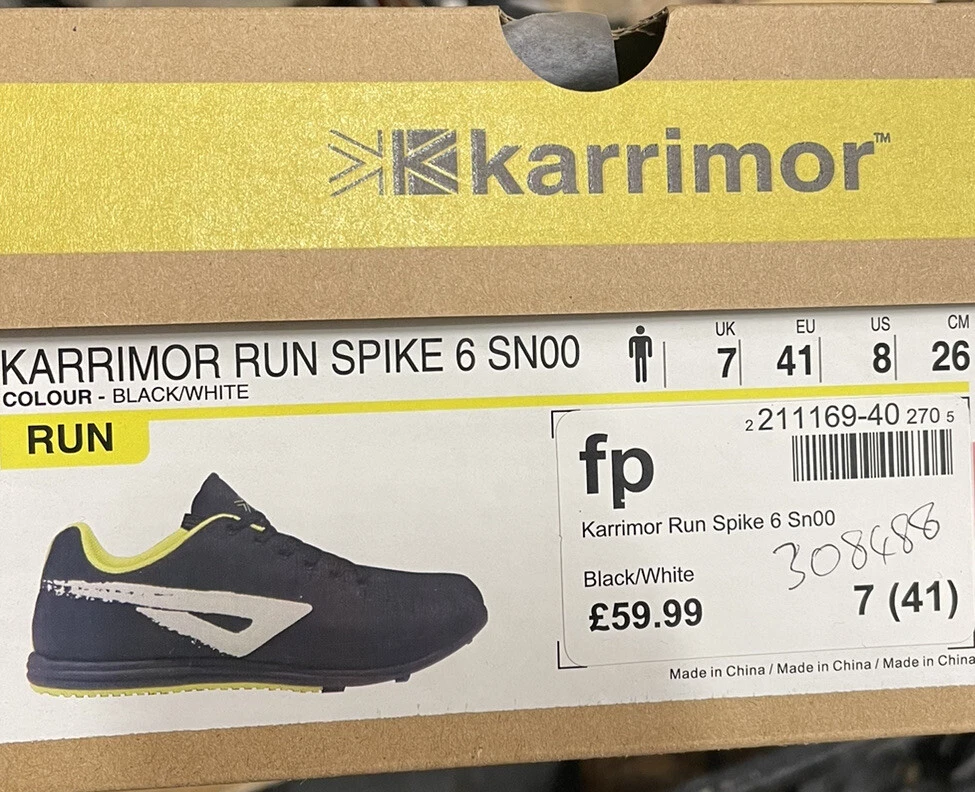 karrimor™
KARRIMOR RUN SPIKE 6 SN00
COLOUR - BLACK/WHITE
UK EU US CM
7 41 8 26
RUN
2 211169-40 270 5
fp
Karrimor Run Spike 6 Sn00
308488
Black/White
£59.99
7 (41)
Made in China / Made in China / Made in China